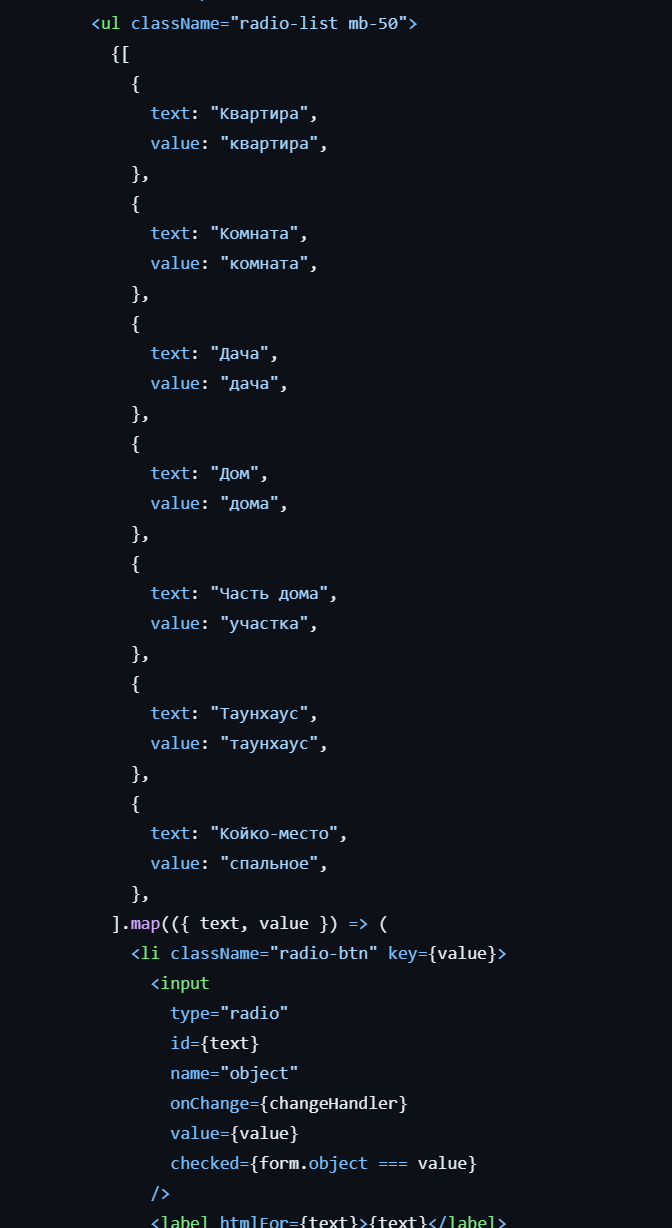 <ul className="radio-list mb-50">
{[
{
text: "Квартира",
value: "квартира",
},
{
text: "Комната",
value: "комната",
},
{
text: "Дача",
value: "дача",
},
{
text: "Дом",
value: "дома",
},
{
text: "Часть дома",
value: "участка",
},
{
text: "Таунхаус",
value: "таунхаус",
},
{
text: "Койко-место",
value: "спальное",
},
].map(({ text, value }) => (
<li className="radio-btn" key={value}>
<input
type="radio"
id={text}
name="object"
onChange={changeHandler}
value={value}
checked={form.object === value}
/>
<label htmlFor={text}>{text}</label>